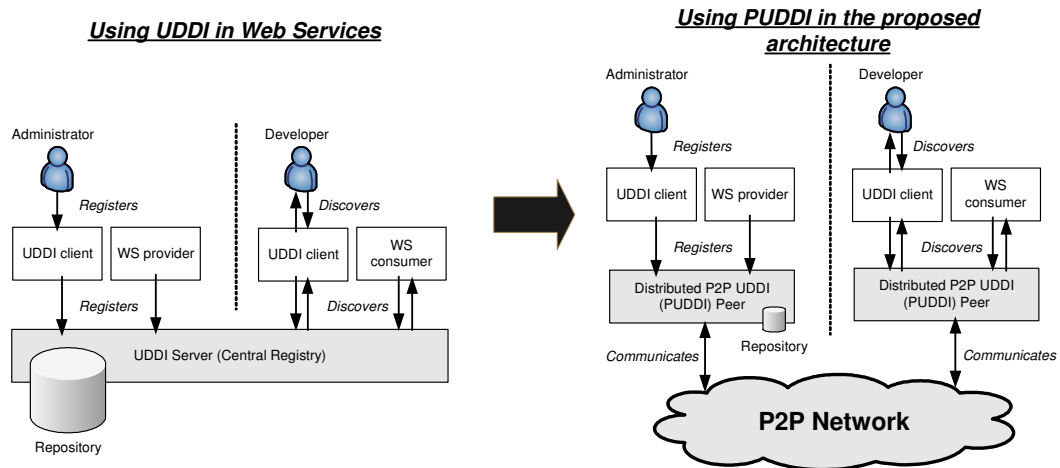 Using UDDI in Web Services
Administrator
Developer
Registers
Discovers
UDDI client
WS provider
UDDI client
WS
consumer
Registers
Discovers
UDDI Server (Central Registry)
Repository
Using PUDDI in the proposed
architecture
Administrator
Developer
Registers
Discovers
UDDI client
WS provider
UDDI client
WS
consumer
Registers
Discovers
Distributed P2P UDDI
(PUDDI) Peer
Distributed P2P UDDI
(PUDDI) Peer
Repository
Communicates
Communicates
P2P Network